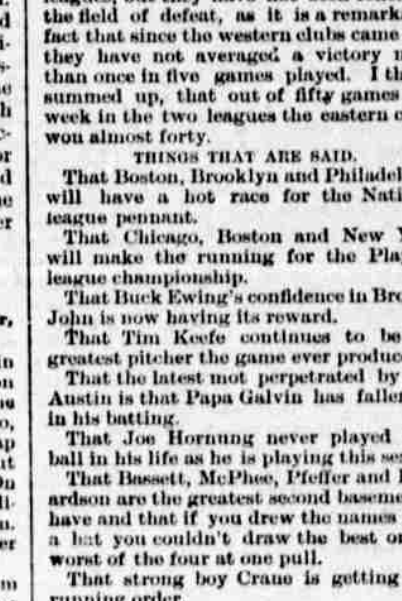 the field of defeat, as it is a remark
fact that since the western clubs came
they have not averaged a victory
than once in five games played. I th
summed up, that out of fifty games
week in the two leagues the eastern c
won almost forty.
THINGS THAT ARE SAID.
That Boston, Brooklyn and Philadel
will have a hot race for the Nati
league pennant.
That Chicago, Boston and New Y
will make the running for the Pla
league championship.
That Buck Ewing's confidence in Bro
John is now having its reward.
That Tim Keefe continues to be
greatest pitcher the game ever produc
That the latest mot perpetrated by
Austin is that Papa Galvin has falle
in his batting.
That Joe Hornung never played
ball in his life as he is playing this se
That Bassett, McPhee, Pfeffer and
ardson are the greatest second baseme
have and that if you drew the names
a hat you couldn't draw the best o
worst of the four at one pull.
That strong boy Crane is getting
running order